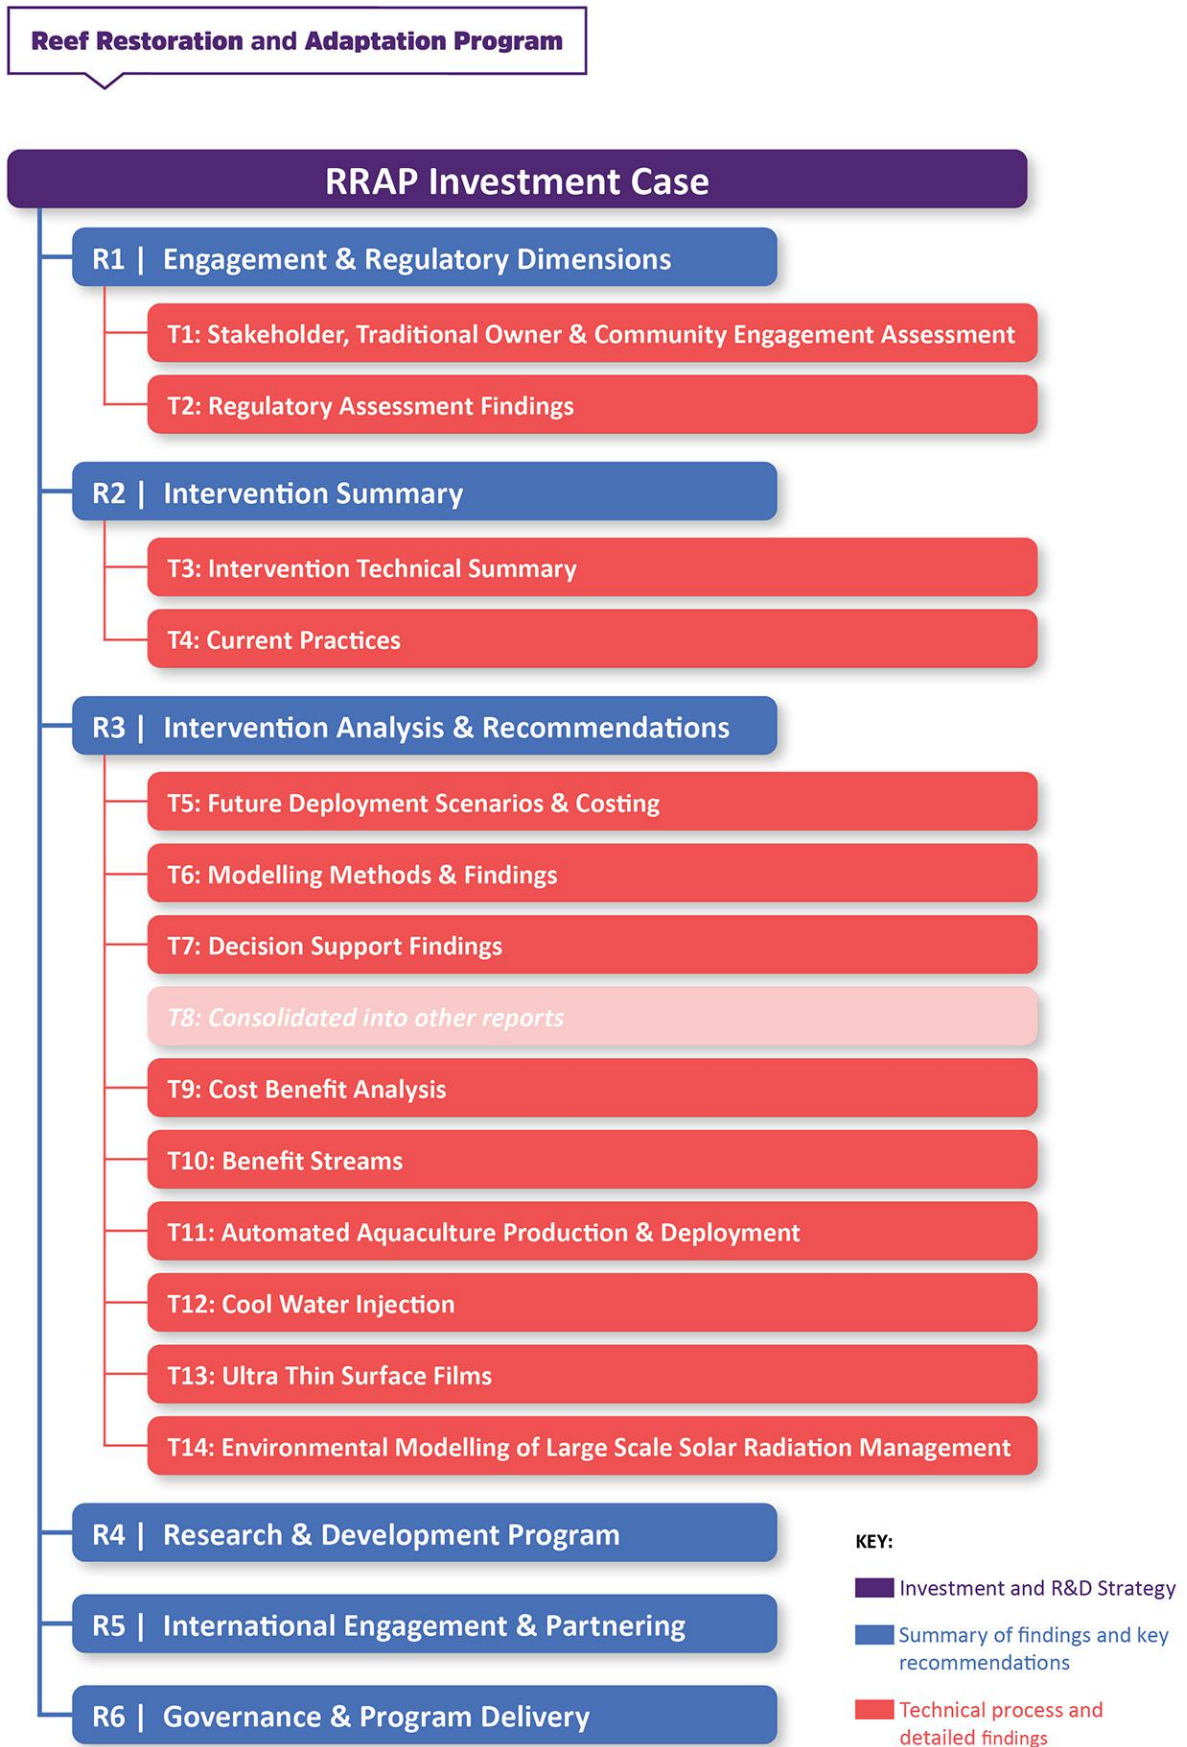 Reef Restoration and Adaptation Program
RRAP Investment Case
R1 | Engagement & Regulatory Dimensions
T1: Stakeholder, Traditional Owner & Community Engagement Assessment
T2: Regulatory Assessment Findings
R2 | Intervention Summary
T3: Intervention Technical Summary
T4: Current Practices
R3 | Intervention Analysis & Recommendations
T5: Future Deployment Scenarios & Costing
T6: Modelling Methods & Findings
T7: Decision Support Findings
T8: Consolidated into other reports
T9: Cost Benefit Analysis
T10: Benefit Streams
T11: Automated Aquaculture Production & Deployment
T12: Cool Water Injection
T13: Ultra Thin Surface Films
T14: Environmental Modelling of Large Scale Solar Radiation Management
R4 | Research & Development Program
R5 | International Engagement & Partnering
R6 | Governance & Program Delivery
KEY:
Investment and R&D Strategy
Summary of findings and key
recommendations
Technical process and
detailed findings